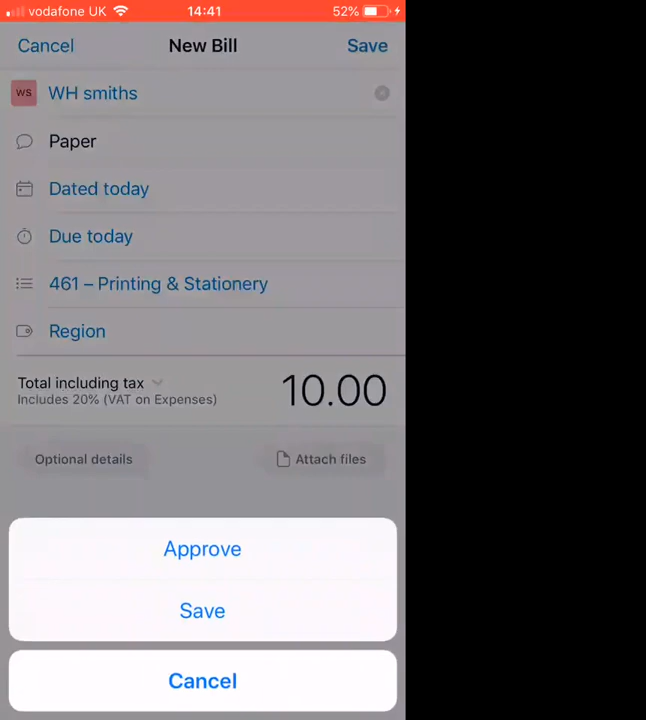 vodafone UK 14:41 52%
Cancel New Bill Save
WS WH smiths
Paper
Dated today
Due today
461 – Printing & Stationery
Region
Total including tax 10.00
Includes 20% (VAT on Expenses)
Optional details Attach files
Approve
Save
Cancel